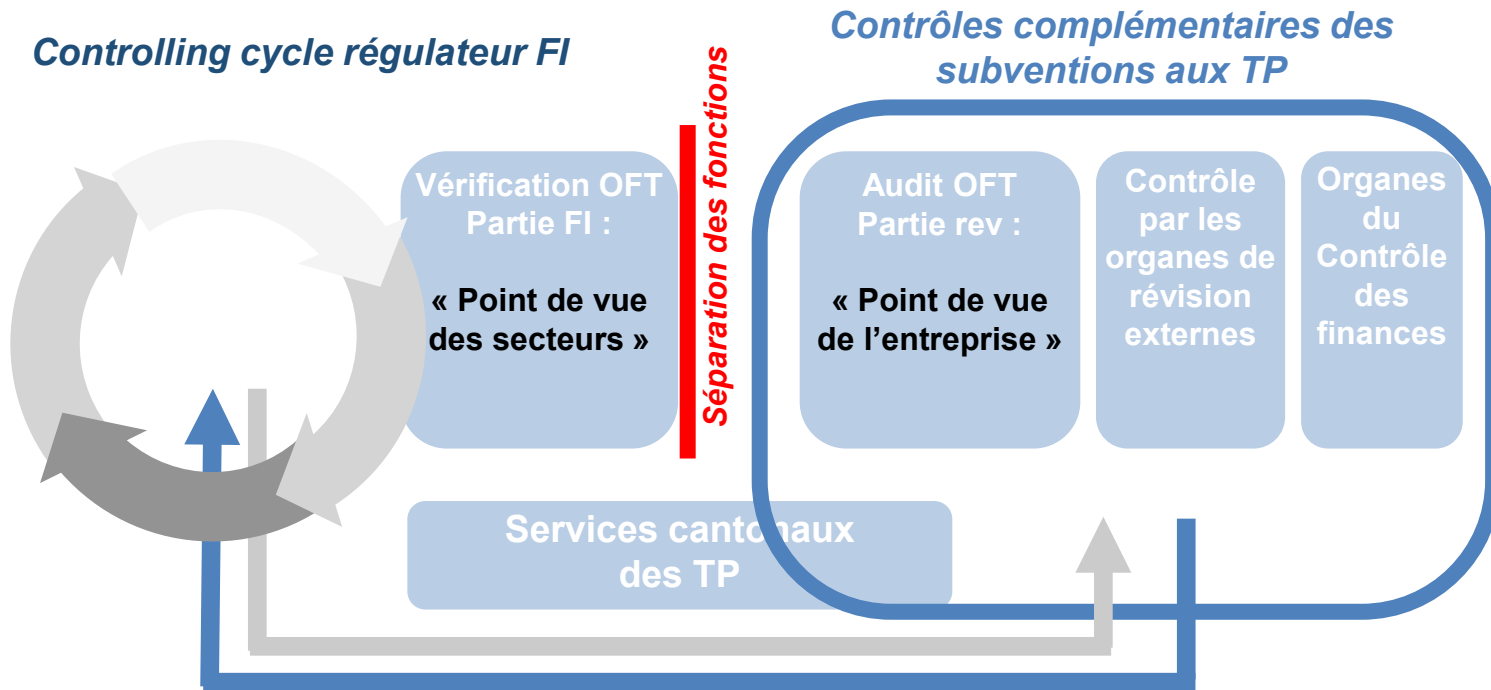 Controlling cycle régulateur FI
Contrôles complémentaires des
subventions aux TP
Vérification OFT
Partie FI :
« Point de vue
des secteurs »
Séparation des fonctions
Audit OFT
Partie rev :
« Point de vue
de l’entreprise »
Contrôle
par les
organes de
révision
externes
Organes
du
Contrôle
des
finances
Services cantonaux
des TP